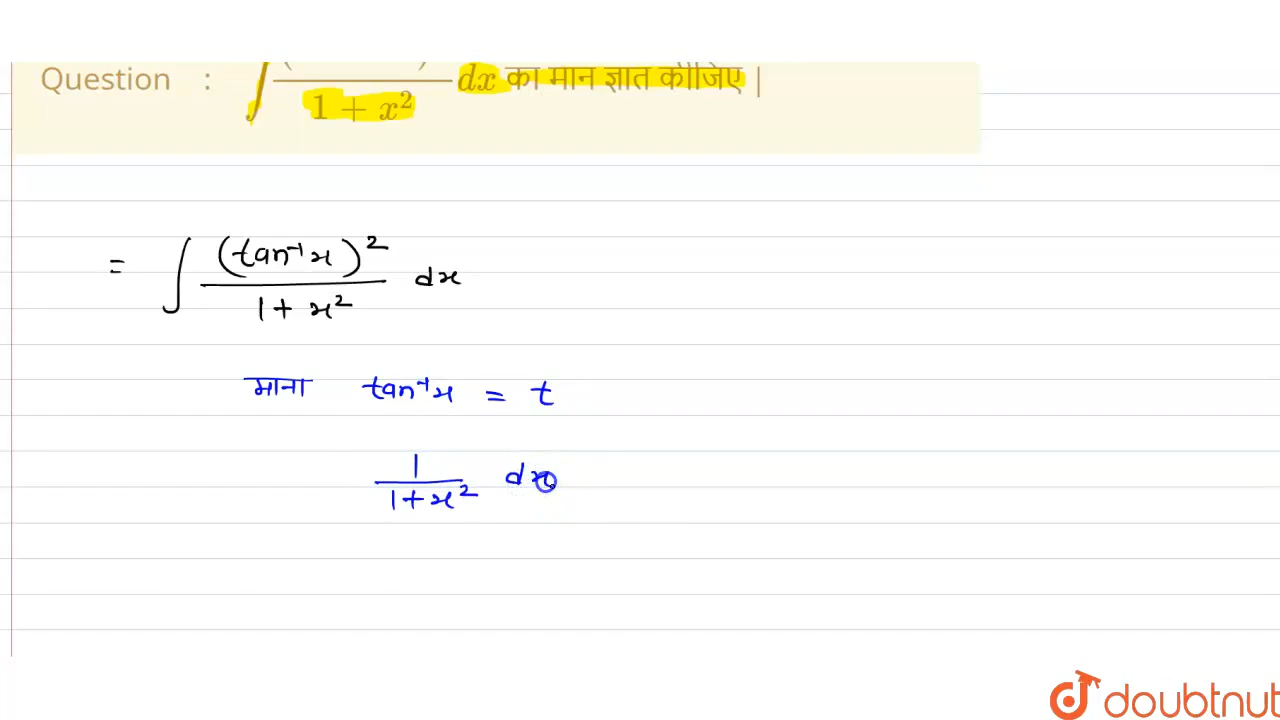 Question : ∫ ( ) / 1 + x² dx का मान ज्ञात कीजिए |
= ∫ (tan⁻¹x)² / 1 + x² dx
माना tan⁻¹x = t
1 / 1+x² dx
doubtnut